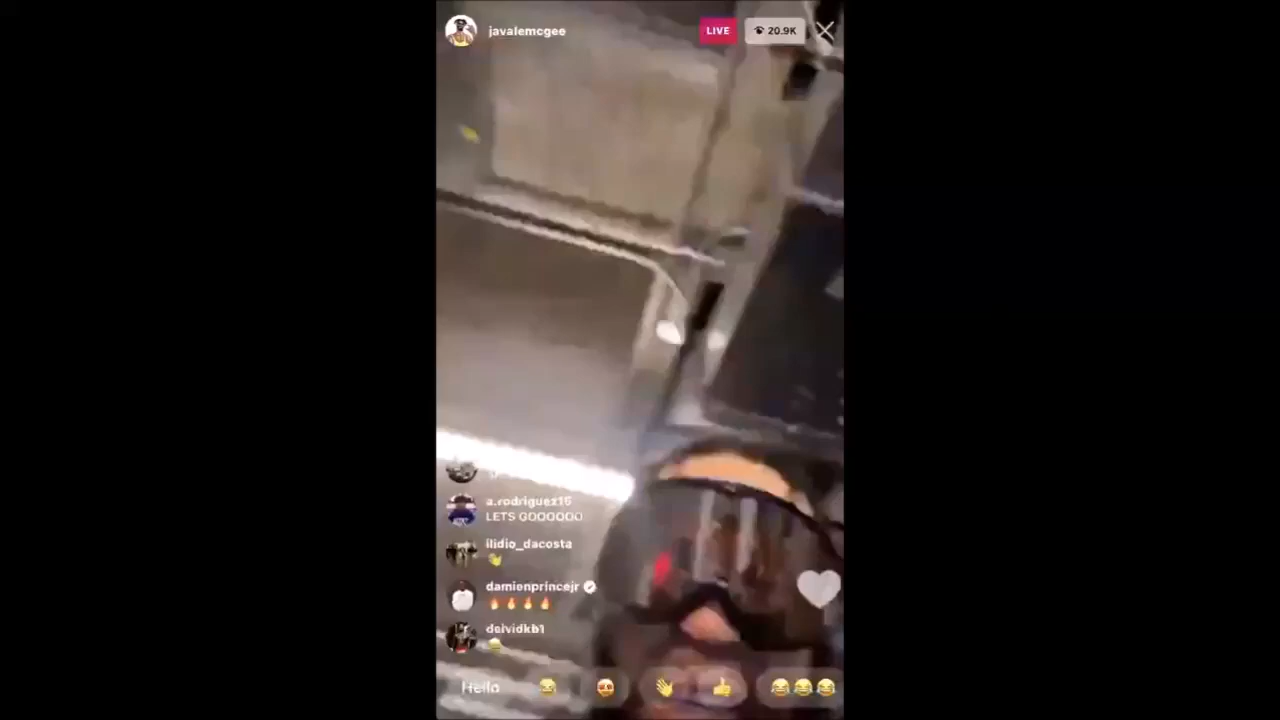 javalemcgee
LIVE
20.9K
a.rodriguez15
LETS GOOOOOO
ilidio_dacosta
damienprincejr
deividkb1
Hello